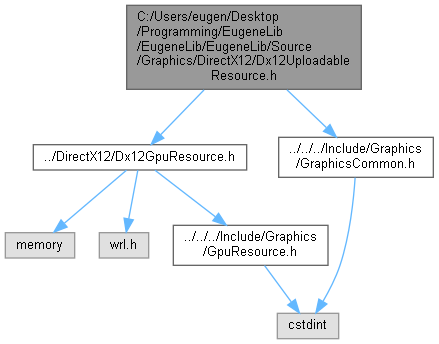 C:/Users/eugen/Desktop
/Programming/EugeneLib
/EugeneLib/EugeneLib/Source
/Graphics/DirectX12/Dx12Uploadable
Resource.h
../DirectX12/Dx12GpuResource.h
../../../Include/Graphics
/GraphicsCommon.h
memory
wrl.h
../../../Include/Graphics
/GpuResource.h
cstdint